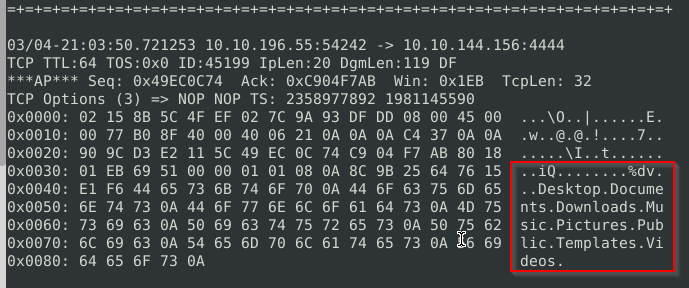 =+=+=+=+=+=+=+=+=+=+=+=+=+=+=+=+=+=+=+=+=+=+=+=+=+=+=+=+=+=+=+=+=+=+=+=+=+
03/04-21:03:50.721253 10.10.196.55:54242 -> 10.10.144.156:4444
TCP TTL:64 TOS:0x0 ID:45199 IpLen:20 DgmLen:119 DF
***AP*** Seq: 0x49EC0C74  Ack: 0xC904F7AB  Win: 0x1EB  TcpLen: 32
TCP Options (3) => NOP NOP TS: 2358977892 1981145590
0x0000: 02 15 8B 5C 4F EF 02 7C 9A 93 DF DD 08 00 45 00  ...\O..|......E.
0x0010: 00 77 B0 8F 40 00 40 06 21 0A 0A 0A C4 37 0A 0A  .w..@.@.!....7..
0x0020: 90 9C D3 E2 11 5C 49 EC 0C 74 C9 04 F7 AB 80 18  .....\I..t......
0x0030: 01 EB 69 51 00 00 01 01 08 0A 8C 9B 25 64 76 15  ..iQ........%dv.
0x0040: E1 F6 44 65 73 6B 74 6F 70 0A 44 6F 63 75 6D 65  ..Desktop.Docume
0x0050: 6E 74 73 0A 44 6F 77 6E 6C 6F 61 64 73 0A 4D 75  nts.Downloads.Mu
0x0060: 73 69 63 0A 50 69 63 74 75 72 65 73 0A 50 75 62  sic.Pictures.Pub
0x0070: 6C 69 63 0A 54 65 6D 70 6C 61 74 65 73 0A 56 69  lic.Templates.Vi
0x0080: 64 65 6F 73 0A  deos.